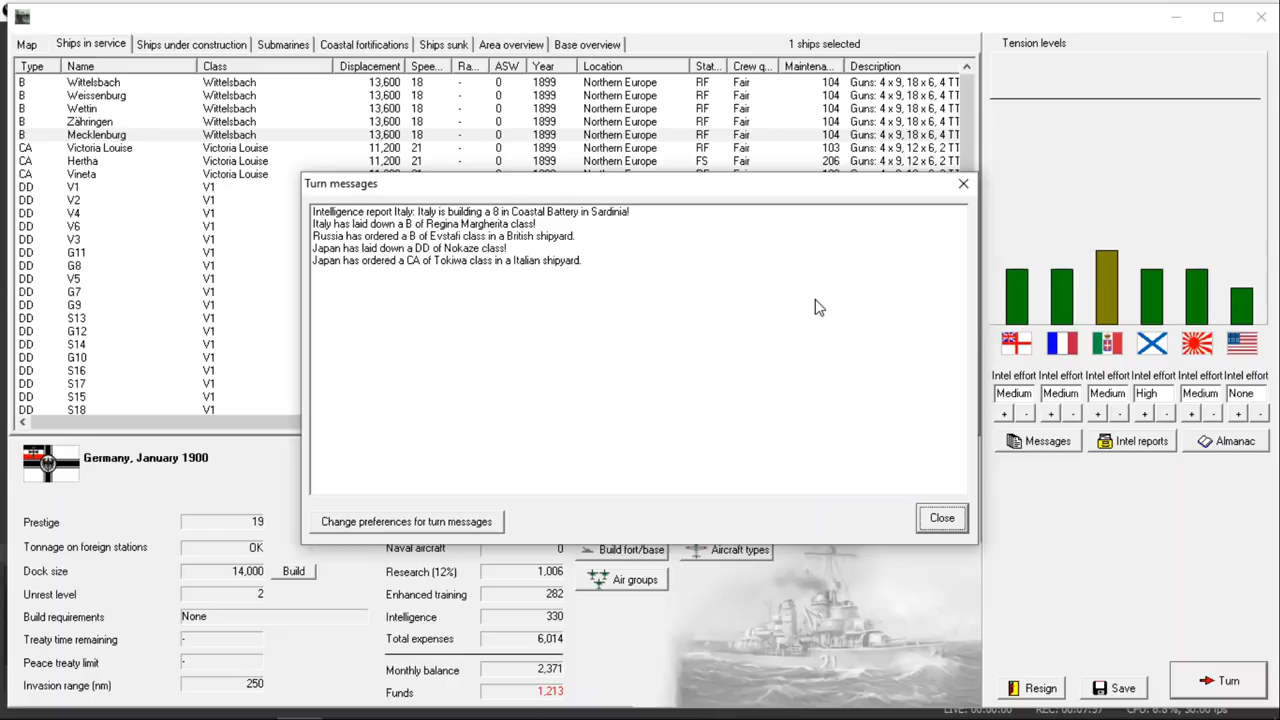 Map Ships in service Ships under construction Submarines Coastal fortifications Ships sunk Area overview Base overview 1 ships selected Tension levels
Type Name Class Displacement Spee... Ra... ASW Year Location Stat... Crew q... Maintena... Description
B Wittelsbach Wittelsbach 13,600 18 - 0 1899 Northern Europe RF Fair 104 Guns: 4 x 9, 18 x 6, 4 TT
B Weissenburg Wittelsbach 13,600 18 - 0 1899 Northern Europe RF Fair 104 Guns: 4 x 9, 18 x 6, 4 TT
B Wettin Wittelsbach 13,600 18 - 0 1899 Northern Europe RF Fair 104 Guns: 4 x 9, 18 x 6, 4 TT
B Zähringen Wittelsbach 13,600 18 - 0 1899 Northern Europe RF Fair 104 Guns: 4 x 9, 18 x 6, 4 TT
B Mecklenburg Wittelsbach 13,600 18 - 0 1899 Northern Europe RF Fair 104 Guns: 4 x 9, 18 x 6, 4 TT
CA Victoria Louise Victoria Louise 11,200 21 - 0 1899 Northern Europe RF Fair 103 Guns: 4 x 9, 12 x 6, 2 TT
CA Hertha Victoria Louise 11,200 21 - 0 1899 Northern Europe FS Fair 206 Guns: 4 x 9, 12 x 6, 2 TT
CA Vineta Victoria Louise
DD V1 V1
DD V2 V1
DD V4 V1
DD V6 V1
DD V3 V1
DD G11 V1
DD G8 V1
DD V5 V1
DD G7 V1
DD G9 V1
DD S13 V1
DD G12 V1
DD S14 V1
DD G10 V1
DD S16 V1
DD S17 V1
DD S15 V1
DD S18 V1
Turn messages
Intelligence report Italy: Italy is building a 8 in Coastal Battery in Sardinia!
Italy has laid down a B of Regina Margherita class!
Russia has ordered a B of Evstafi class in a British shipyard.
Japan has laid down a DD of Nokaze class!
Japan has ordered a CA of Tokiwa class in a Italian shipyard.
Change preferences for turn messages Close
Intel effort Intel effort Intel effort Intel effort Intel effort Intel effort
Medium Medium Medium High Medium None
+ - + - + - + - + - + -
Messages Intel reports Almanac
Germany, January 1900
Prestige 19
Tonnage on foreign stations OK
Dock size 14,000 Build
Unrest level 2
Build requirements None
Treaty time remaining -
Peace treaty limit -
Invasion range (nm) 250
Naval aircraft 0
Research (12%) 1,006
Enhanced training 282
Intelligence 330
Total expenses 6,014
Monthly balance 2,371
Funds 1,213
Build fort/base Aircraft types
Air groups
Resign Save Turn